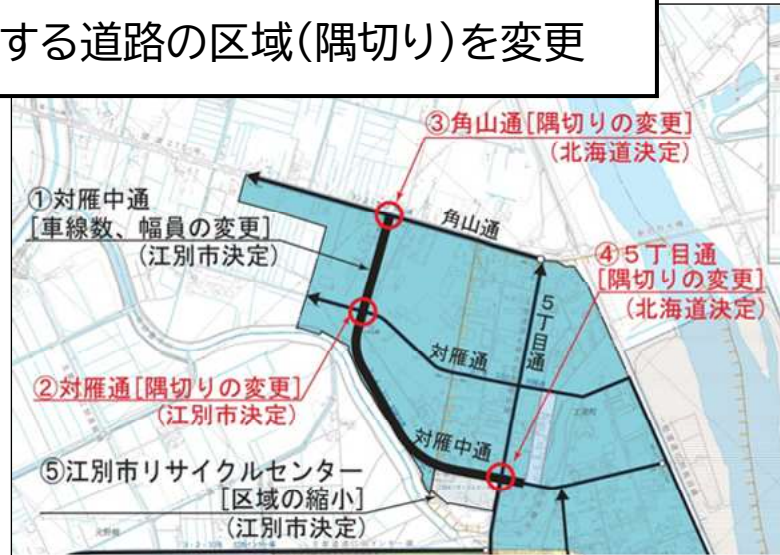 する道路の区域(隅切り)を変更
③角山通[隅切りの変更]
(北海道決定)
①対雁中通
[車線数、幅員の変更]
(江別市決定)
角山通
④5丁目通
[隅切りの変更]
(北海道決定)
5丁目通
対雁通
②対雁通[隅切りの変更]
(江別市決定)
対雁中通
⑤江別市リサイクルセンター
[区域の縮小]
(江別市決定)